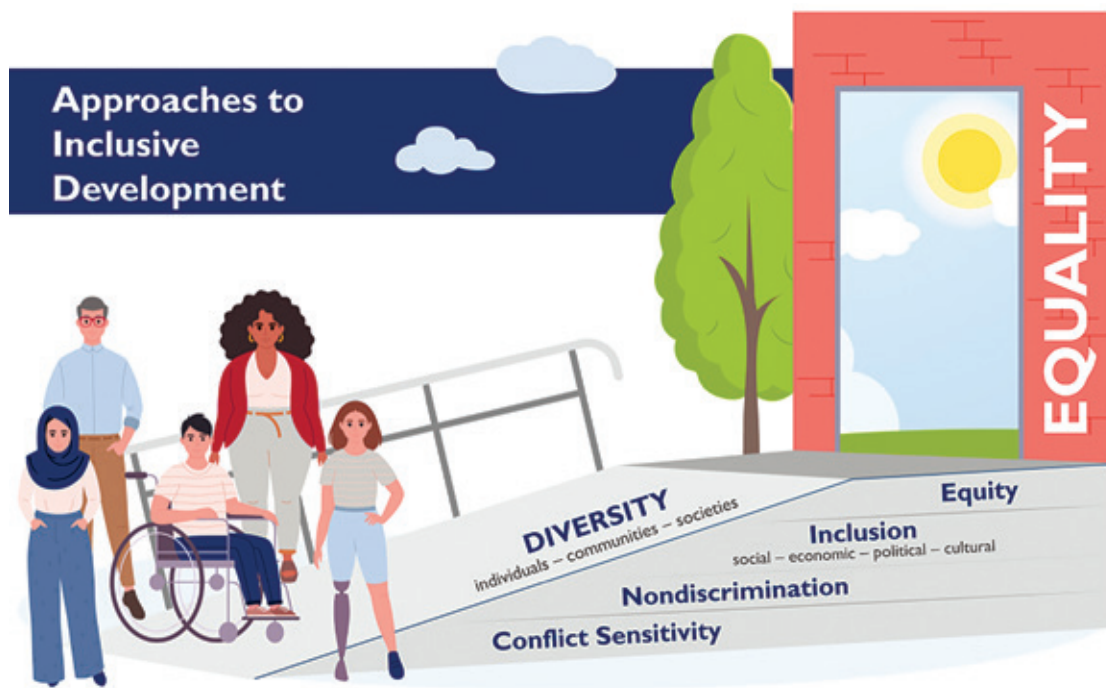 Approaches to
Inclusive
Development
EQUALITY
DIVERSITY
individuals – communities – societies
Equity
Inclusion
social – economic – political – cultural
Nondiscrimination
Conflict Sensitivity